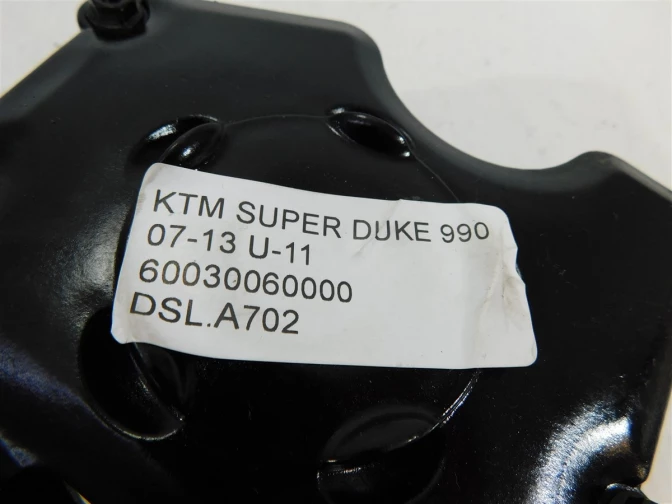 KTM SUPER DUKE 990
07-13 U-11
60030060000
DSL.A702